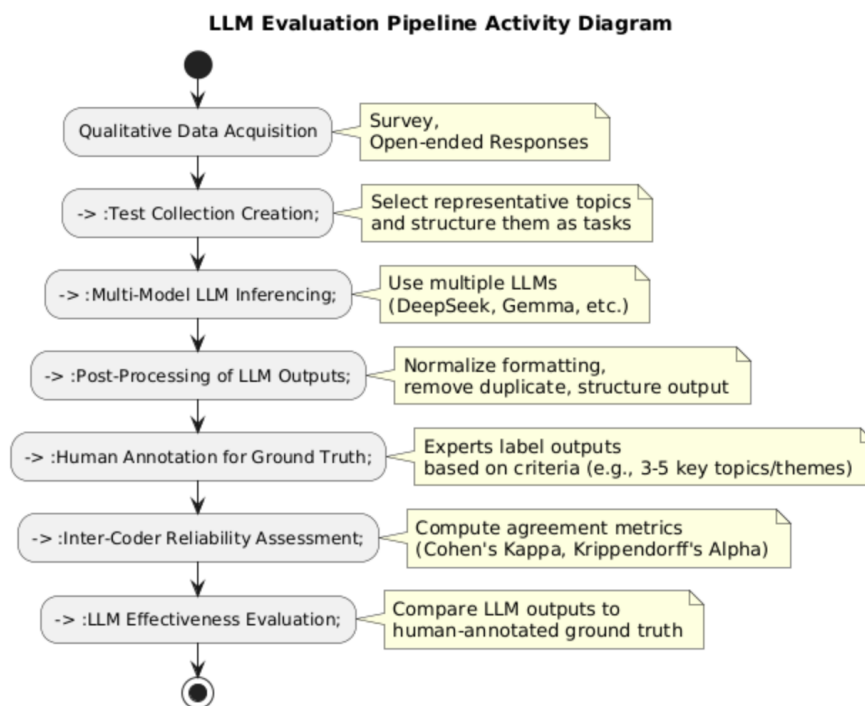 LLM Evaluation Pipeline Activity Diagram
Qualitative Data Acquisition
Survey,
Open-ended Responses
-> :Test Collection Creation;
Select representative topics
and structure them as tasks
-> :Multi-Model LLM Inferencing;
Use multiple LLMs
(DeepSeek, Gemma, etc.)
-> :Post-Processing of LLM Outputs;
Normalize formatting,
remove duplicate, structure output
-> :Human Annotation for Ground Truth;
Experts label outputs
based on criteria (e.g., 3-5 key topics/themes)
-> :Inter-Coder Reliability Assessment;
Compute agreement metrics
(Cohen's Kappa, Krippendorff's Alpha)
-> :LLM Effectiveness Evaluation;
Compare LLM outputs to
human-annotated ground truth